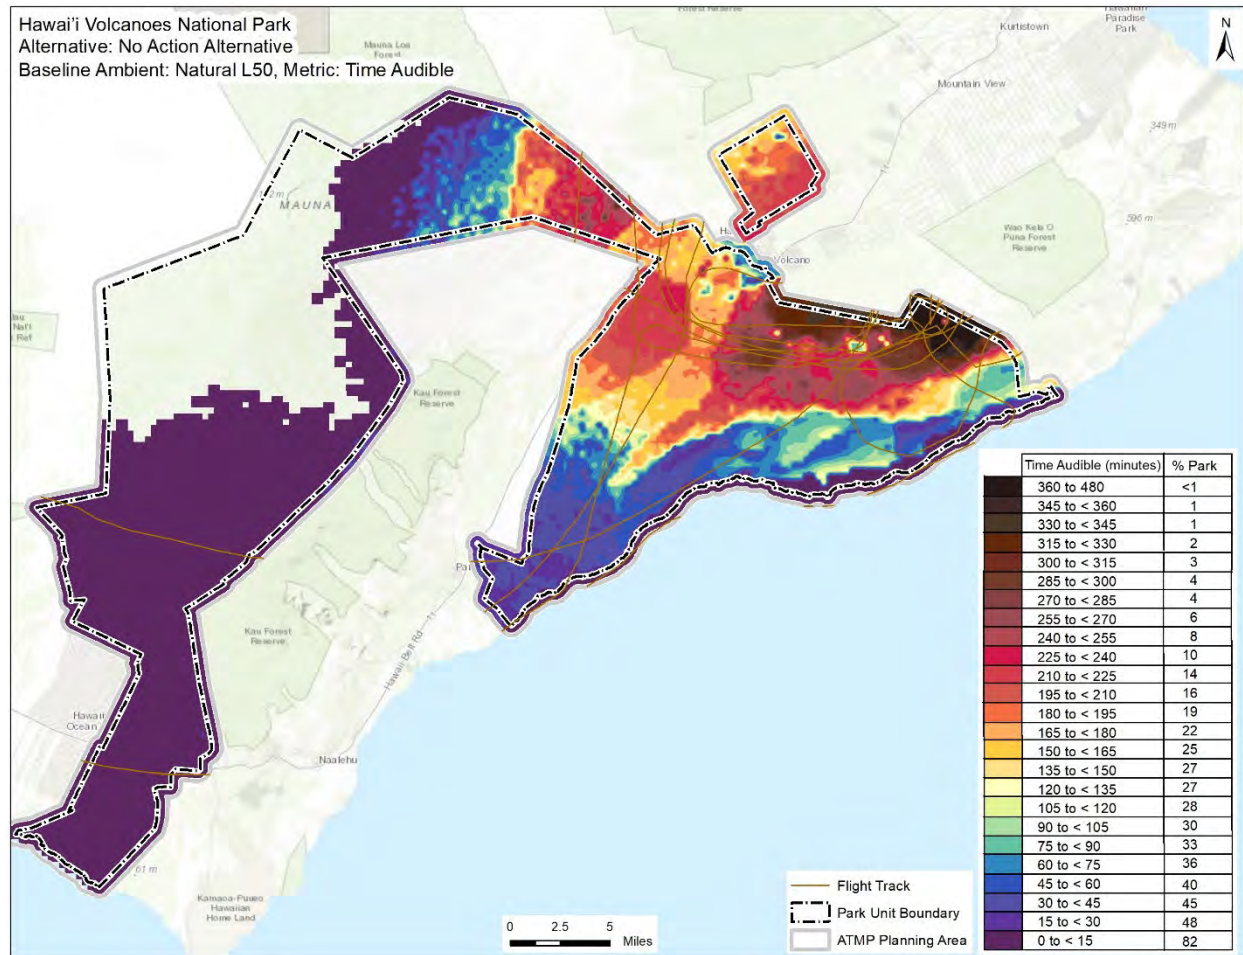 Hawai'i Volcanoes National Park
Alternative: No Action Alternative
Baseline Ambient: Natural L50, Metric: Time Audible
Forest Reserve
Mauna Loa
Forest
Kurtistown
Hawaiian
Paradise
Park
N
Mountain View
349 m
11
MAUNA
596 m
Wao Kele O
Puna Forest
Reserve
Volcano
Nat'l
Ref
Kau Forest
Reserve
Kau Forest
Reserve
Hawaii Belt Rd
11
Hawaii
Ocean
Naalehu
61 m
Kamaoa-Puueo
Hawaiian
Home Land
0 2.5 5
Miles
Flight Track
Park Unit Boundary
ATMP Planning Area
Time Audible (minutes) % Park
360 to 480 <1
345 to < 360 1
330 to < 345 1
315 to < 330 2
300 to < 315 3
285 to < 300 4
270 to < 285 4
255 to < 270 6
240 to < 255 8
225 to < 240 10
210 to < 225 14
195 to < 210 16
180 to < 195 19
165 to < 180 22
150 to < 165 25
135 to < 150 27
120 to < 135 27
105 to < 120 28
90 to < 105 30
75 to < 90 33
60 to < 75 36
45 to < 60 40
30 to < 45 45
15 to < 30 48
0 to < 15 82